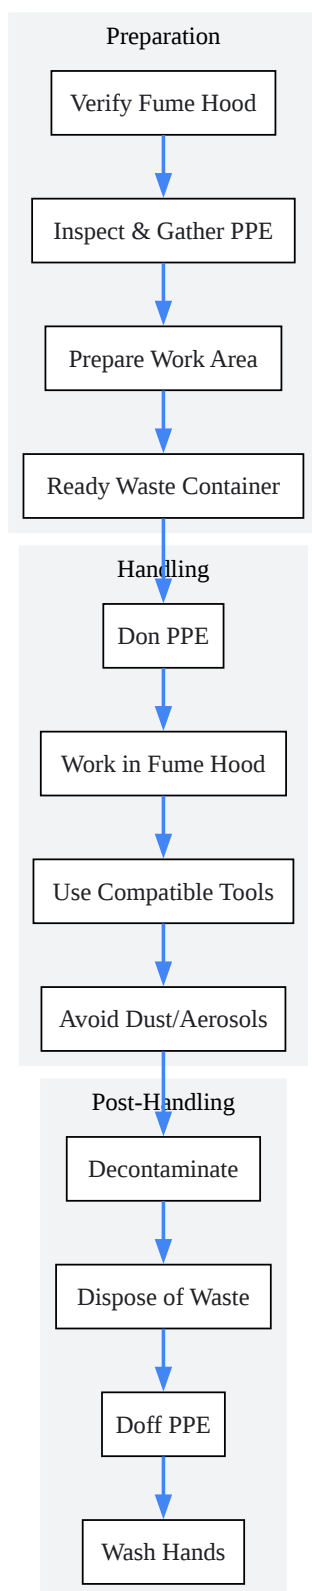 Preparation
Verify Fume Hood
Inspect & Gather PPE
Prepare Work Area
Ready Waste Container
Handling
Don PPE
Work in Fume Hood
Use Compatible Tools
Avoid Dust/Aerosols
Post-Handling
Decontaminate
Dispose of Waste
Doff PPE
Wash Hands